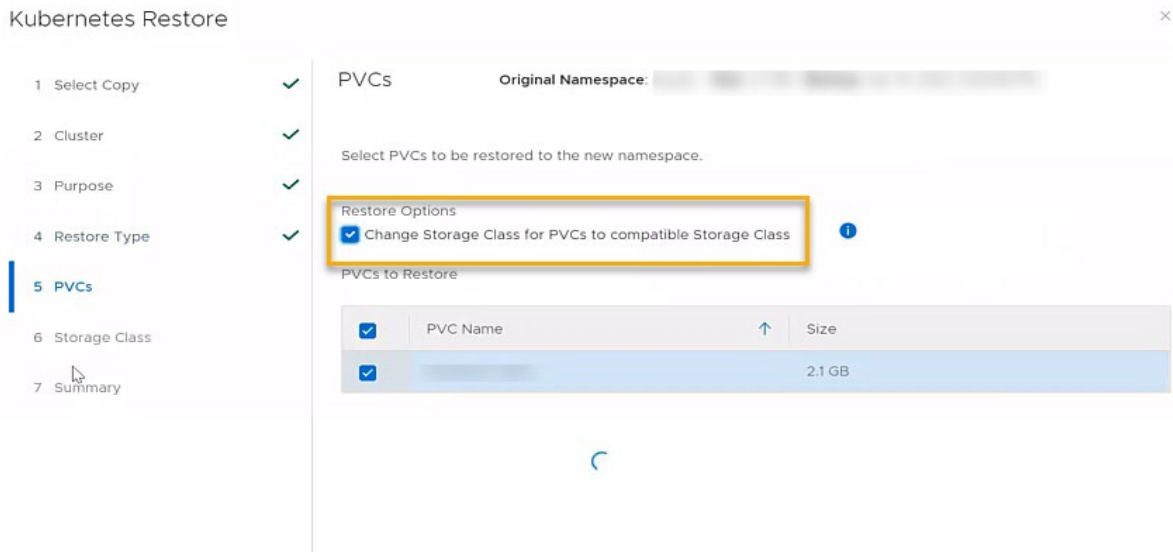 Kubernetes Restore
1 Select Copy
2 Cluster
3 Purpose
4 Restore Type
5 PVCs
6 Storage Class
7 Summary
PVCs Original Namespace:
Select PVCs to be restored to the new namespace.
Restore Options
Change Storage Class for PVCs to compatible Storage Class
PVCs to Restore
PVC Name Size
2.1 GB